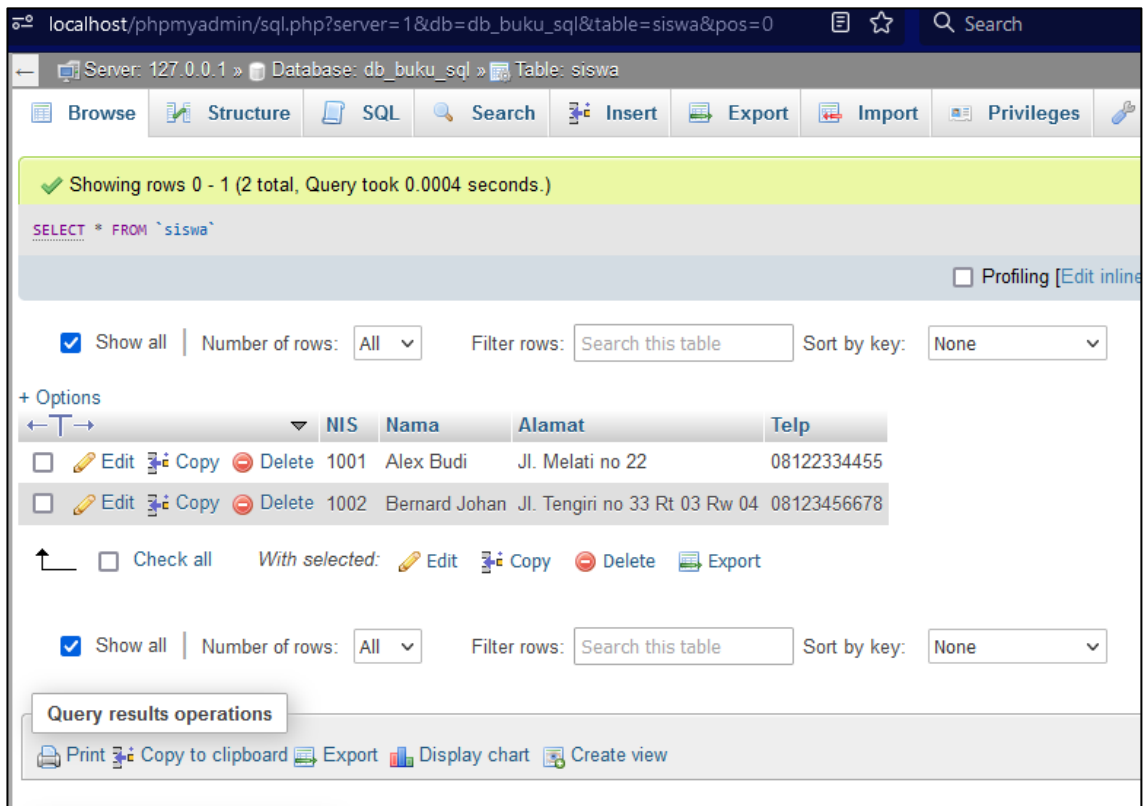 localhost/phpmyadmin/sql.php?server=1&db=db_buku_sql&table=siswa&pos=0 Search
Server: 127.0.0.1 » Database: db_buku_sql » Table: siswa
Browse Structure SQL Search Insert Export Import Privileges
Showing rows 0 - 1 (2 total, Query took 0.0004 seconds.)
SELECT * FROM `siswa`
Profiling [Edit inline
Show all | Number of rows: All Filter rows: Search this table Sort by key: None
+ Options
←T→ NIS Nama Alamat Telp
Edit Copy Delete 1001 Alex Budi Jl. Melati no 22 08122334455
Edit Copy Delete 1002 Bernard Johan Jl. Tengiri no 33 Rt 03 Rw 04 08123456678
Check all With selected: Edit Copy Delete Export
Show all | Number of rows: All Filter rows: Search this table Sort by key: None
Query results operations
Print Copy to clipboard Export Display chart Create view